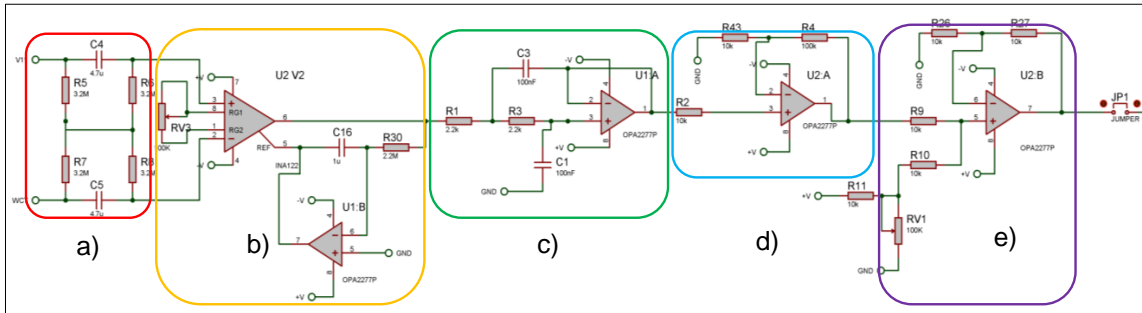 V1
C4
4.7u
R5
3.2M
R6
3.2M
R7
3.2M
R8
3.2M
C5
4.7u
a)
+V
U2 V2
7
3
8
RG1
1
RG2
2
6
REF
5
4
INA122
C16
1u
R30
2.2M
U1:B
-V
4
6
7
5
GND
8
+V
OPA2277P
b)
R1
2.2k
C3
100nF
R3
2.2k
C1
100nF
GND
U1:A
-V
4
2
3
1
8
+V
OPA2277P
c)
R2
10k
R43
10k
R4
100k
GND
-V
U2:A
4
2
3
1
8
+V
OPA2277P
d)
R26
10k
R27
10k
GND
-V
U2:B
4
6
5
7
8
+V
OPA2277P
R9
10k
R10
10k
+V
R11
10k
RV1
100K
GND
e)
JP1
JUMPER